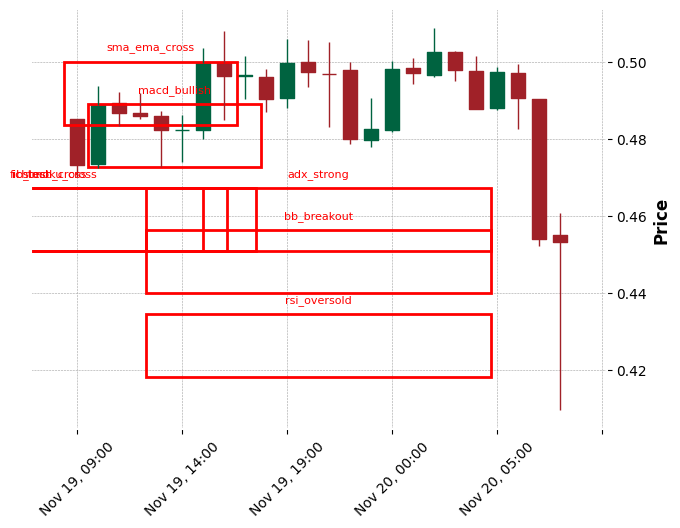 sma_ema_cross
0.50
macd_bullish
0.48
adx_strong
bb_breakout
0.46
Price
0.44
rsi_oversold
0.42
Nov 19, 09:00
Nov 19, 14:00
Nov 19, 19:00
Nov 20, 00:00
Nov 20, 05:00